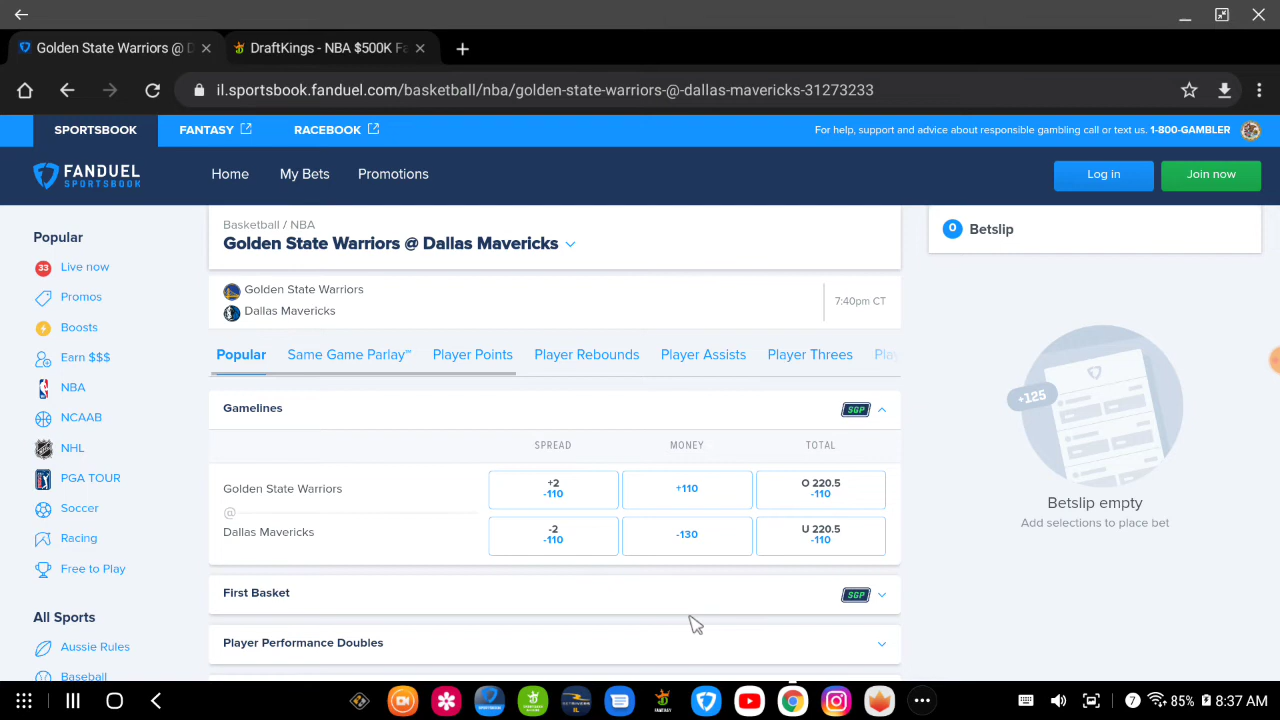 Golden State Warriors @ D
DraftKings - NBA $500K Fa
il.sportsbook.fanduel.com/basketball/nba/golden-state-warriors-@-dallas-mavericks-31273233
SPORTSBOOK FANTASY RACEBOOK For help, support and advice about responsible gambling call or text us. 1-800-GAMBLER
FANDUEL
SPORTSBOOK
Home My Bets Promotions Log in Join now
Popular
33 Live now
Promos
Boosts
Earn $$$
NBA
NCAAB
NHL
PGA TOUR
Soccer
Racing
Free to Play
All Sports
Aussie Rules
Baseball
Basketball / NBA
Golden State Warriors @ Dallas Mavericks
Golden State Warriors
Dallas Mavericks
7:40pm CT
Popular Same Game Parlay™ Player Points Player Rebounds Player Assists Player Threes Pla
Gamelines SGP
SPREAD MONEY TOTAL
Golden State Warriors +2 -110 +110 O 220.5 -110
@
Dallas Mavericks -2 -110 -130 U 220.5 -110
First Basket SGP
Player Performance Doubles
0 Betslip
+125
Betslip empty
Add selections to place bet
7 85% 8:37 AM